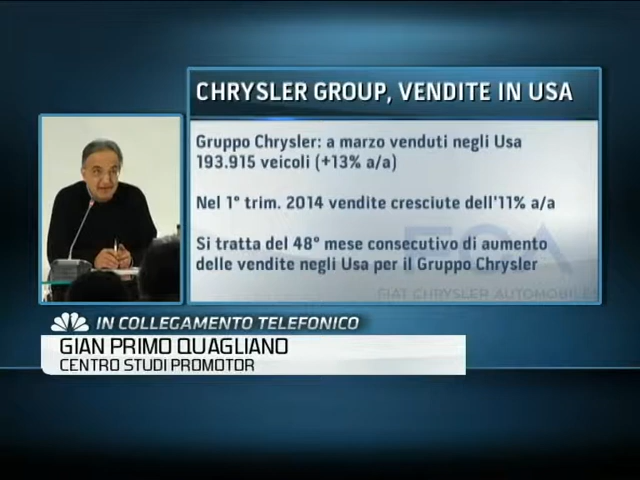 CHRYSLER GROUP, VENDITE IN USA
Gruppo Chrysler: a marzo venduti negli Usa
193.915 veicoli (+13% a/a)
Nel 1° trim. 2014 vendite cresciute dell'11% a/a
Si tratta del 48° mese consecutivo di aumento
delle vendite negli Usa per il Gruppo Chrysler
FCA
FIAT CHRYSLER AUTOMOBILES
IN COLLEGAMENTO TELEFONICO
GIAN PRIMO QUAGLIANO
CENTRO STUDI PROMOTOR